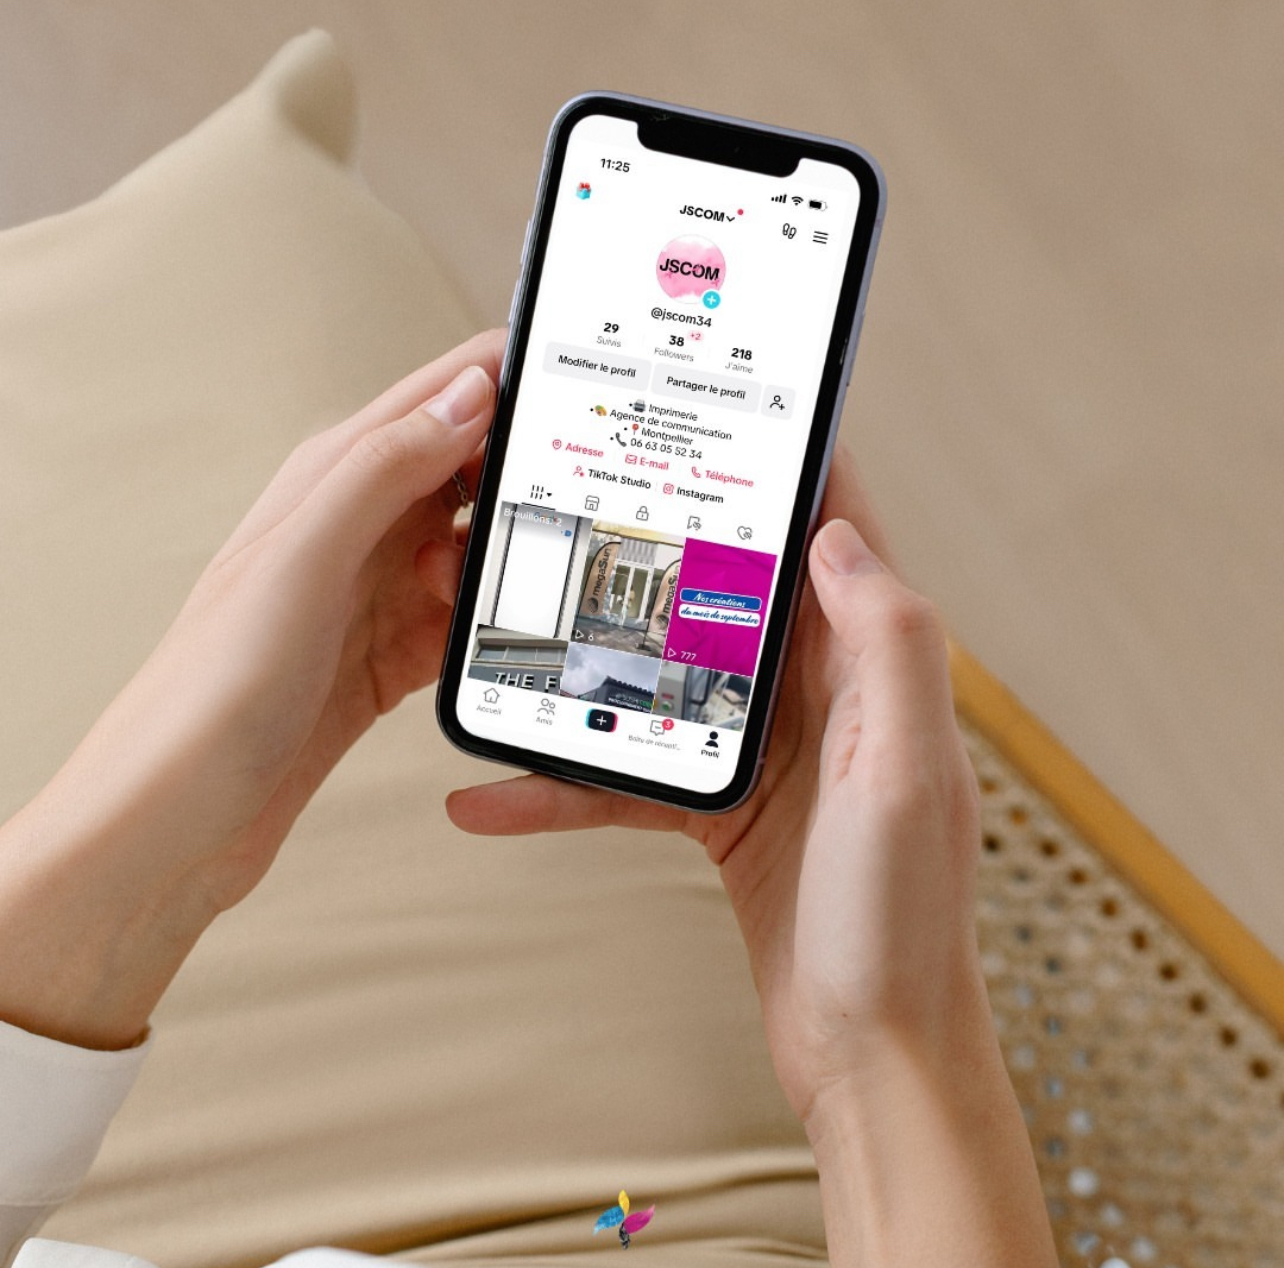 11:25
JSCOM
JSCOM
@jscom34
29 38 +2 218
Suivis Followers J'aime
Modifier le profil Partager le profil
•🖨 Imprimerie
•🎨 Agence de communication
•📍 Montpellier
•📞 06 63 05 52 34
Adresse E-mail Téléphone
TikTok Studio Instagram
Brouillons: 2
megaSun
megaSun
Nos créations
du mois de septembre
6
777
THE F
Accueil
Amis
3
Boîte de récepti...
Profil